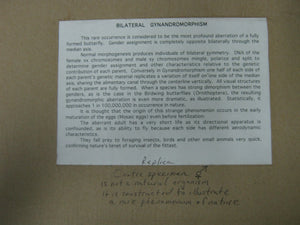 BILATERAL GYNANDROMORPHISM
This rare occurrence is considered to be the most profound aberration of a fully
formed butterfly. Gender assignment is completely opposite bilaterally through the
median axis.
Normal morphogenesis produces individuals of bilateral symmetry. DNA of the
female xx chromosomes and male xy chromosomes mingle, polarize and split to
determine gender assignment and other characteristics relative to the genetic
contribution of each parent. Conversely in Gynandromorphism one half of each side of
each parent's genetic material replicates a variation of itself on one side of the median
axis, sharing the alimentary canal through the centerline vertically. All visual structures
of each parent are fully formed. When a species has strong dimorphism between the
genders, as is the case in the Birdwing butterflies (Ornithoptera), the resulting
gynandromorphic aberration is even more dramatic, as illustrated. Statistically, it
approaches 1 in 100,000,000 in occurrence in nature.
It is thought that the origin of this strange phenomenon occurs in the early
maturation of the eggs (Mosaic eggs) even before fertilization.
The aberrant adult has a very short life as its directional apparatus is
confounded, as is its ability to fly because each side has different aerodynamic
characteristics.
They fall prey to foraging insects, birds and other small animals very quick,
confirming nature's tenet of survival of the fittest.
Replica
Center specimen ⚥
is not a natural organism
it is constructed to illustrate
a rare phenomenon of nature